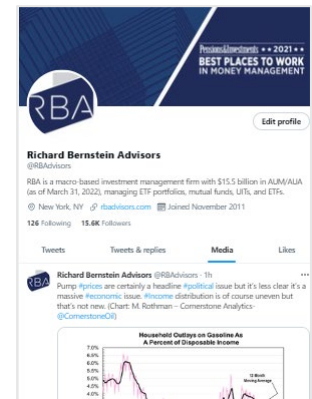 Pensions&Investments ★★ 2021 ★★
BEST PLACES TO WORK
IN MONEY MANAGEMENT
RBA
Edit profile
Richard Bernstein Advisors
@RBAdvisors
RBA is a macro-based investment management firm with $15.5 billion in AUM/AUA
(as of March 31, 2022), managing ETF portfolios, mutual funds, UITs, and ETFs.
New York, NY rbadvisors.com Joined November 2011
126 Following 15.6K Followers
Tweets Tweets & replies Media Likes
RBA Richard Bernstein Advisors @RBAdvisors · 1h ...
Pump #prices are certainly a headline #political issue but it's less clear it's a
massive #economic issue. #Income distribution is of course uneven but
that's not new. (Chart: M. Rothman - Cornerstone Analytics-
@CornerstoneOil)
Household Outlays on Gasoline As
A Percent of Disposable Income
7.0%
6.0%
6.0%
5.0%
12 Month
Moving Average
4.0%
4.0%